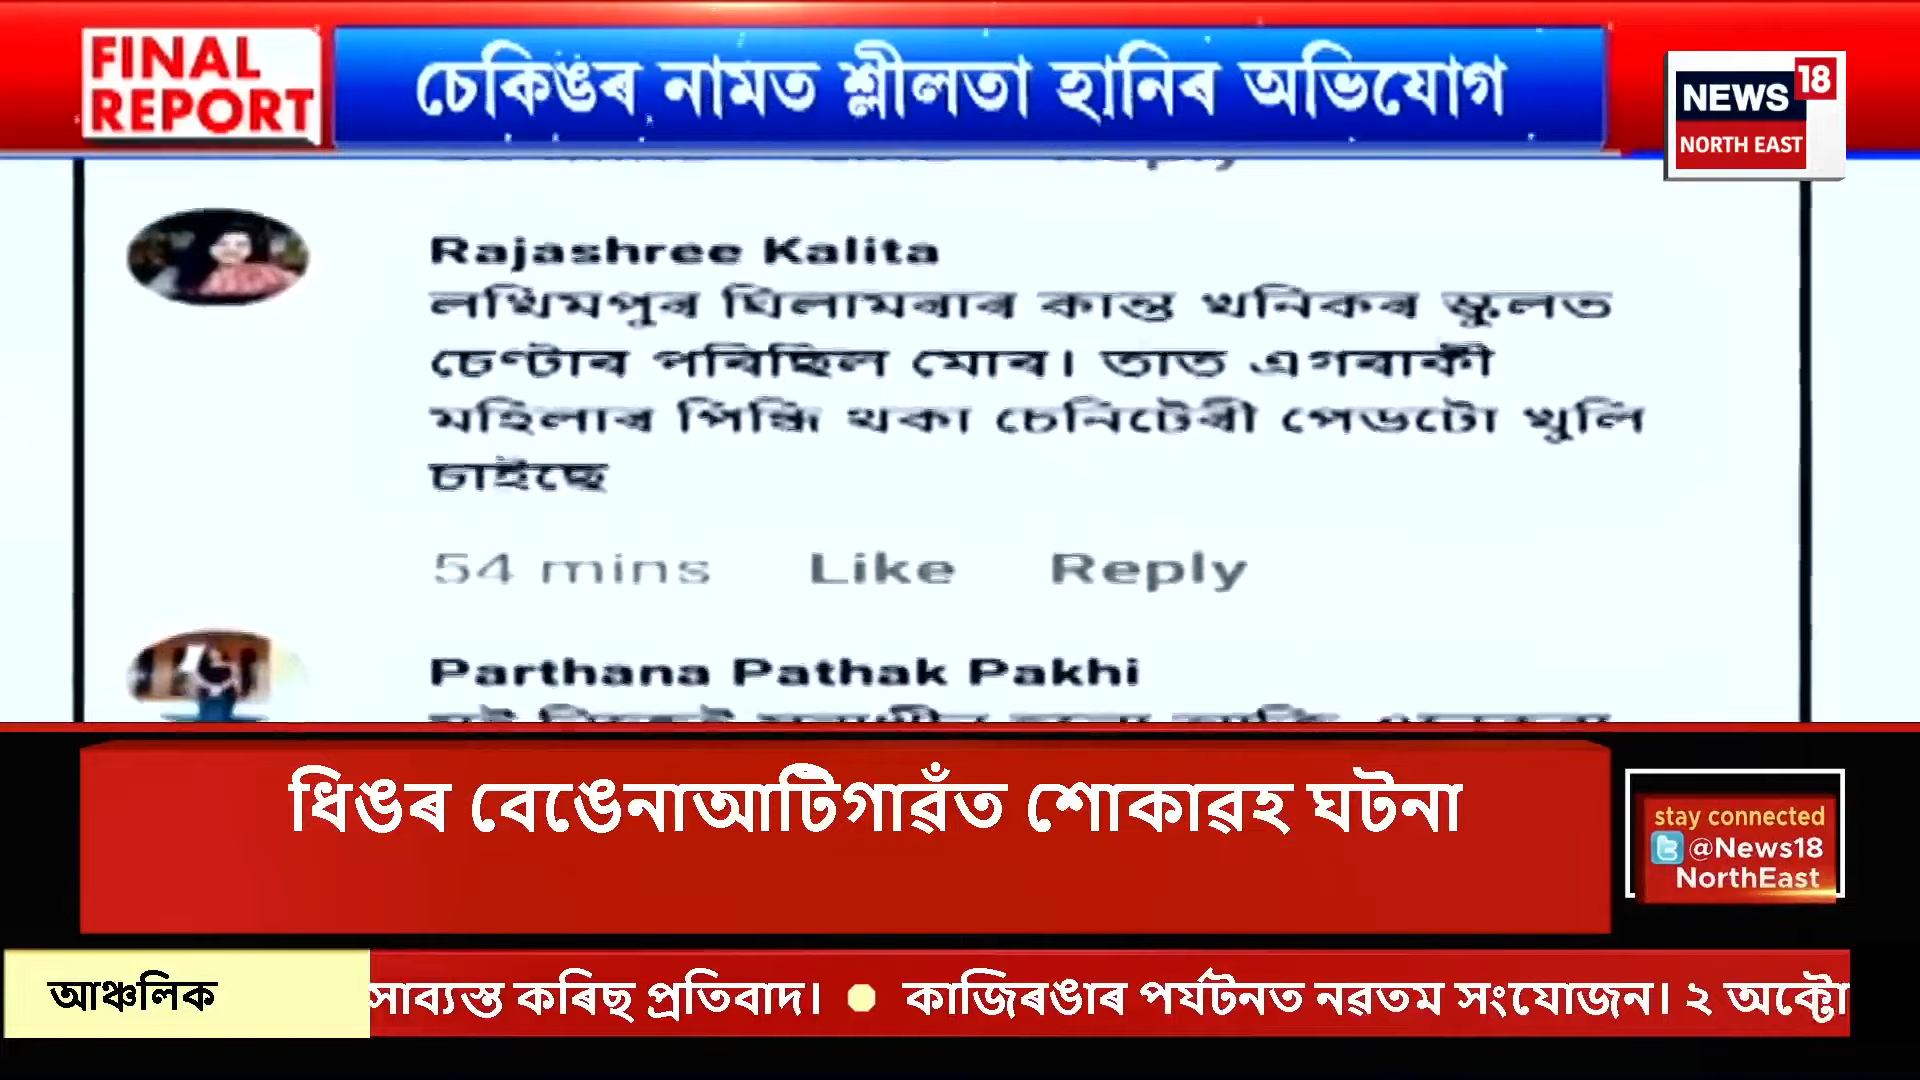 FINAL
REPORT
চেকিঙৰ নামত শ্লীলতা হানিৰ অভিযোগ
NEWS 18
NORTH EAST
Rajashree Kalita
লখিমপুৰ ঘিলামৰাৰ কান্ত খনিকৰ স্কুলত
চেণ্টাৰ পৰিছিল মোৰ। তাত এগৰাকী
মহিলাৰ পিন্ধি থকা চেনিটেৰী পেডটো খুলি
চাইছে
54 mins Like Reply
Parthana Pathak Pakhi
ধিঙৰ বেঙেনাআটিগাৱঁত শোকাৱহ ঘটনা
stay connected
@News18
NorthEast
আঞ্চলিক
সাব্যস্ত কৰিছ প্ৰতিবাদ। কাজিৰঙাৰ পৰ্যটনত নৱতম সংযোজন। ২ অক্টো